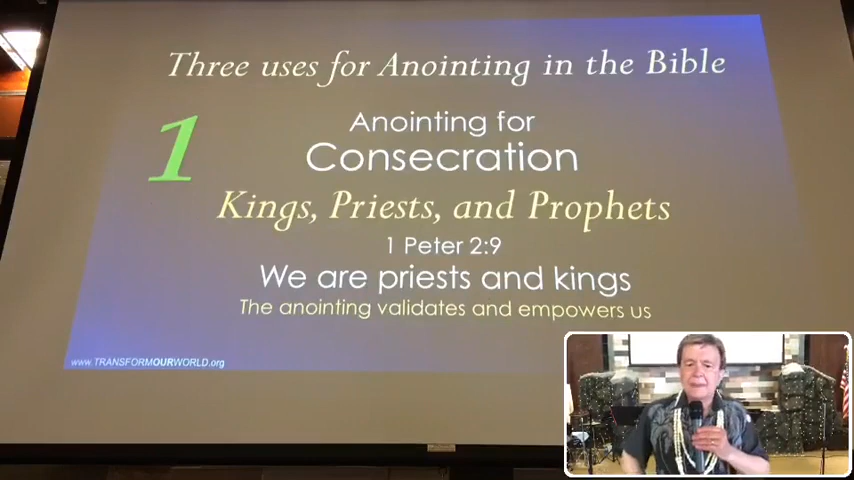 Three uses for Anointing in the Bible
1
Anointing for
Consecration
Kings, Priests, and Prophets
1 Peter 2:9
We are priests and kings
The anointing validates and empowers us
www.TRANSFORMOURWORLD.org